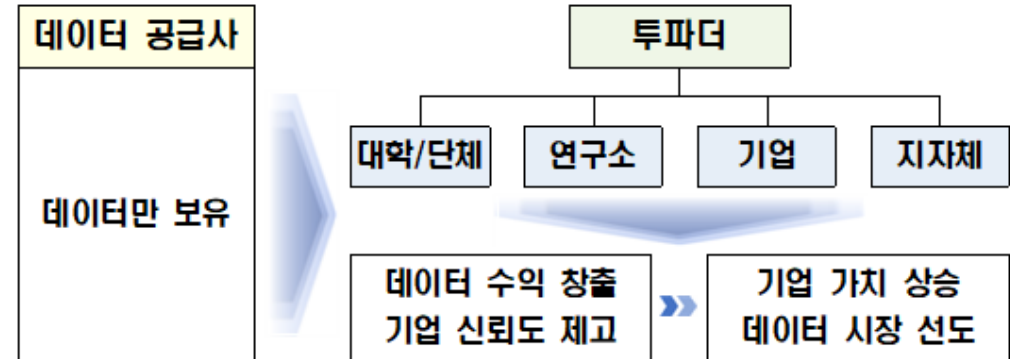 데이터 공급사
데이터만 보유
투파더
대학/단체
연구소
기업
지자체
데이터 수익 창출
기업 신뢰도 제고
기업 가치 상승
데이터 시장 선도